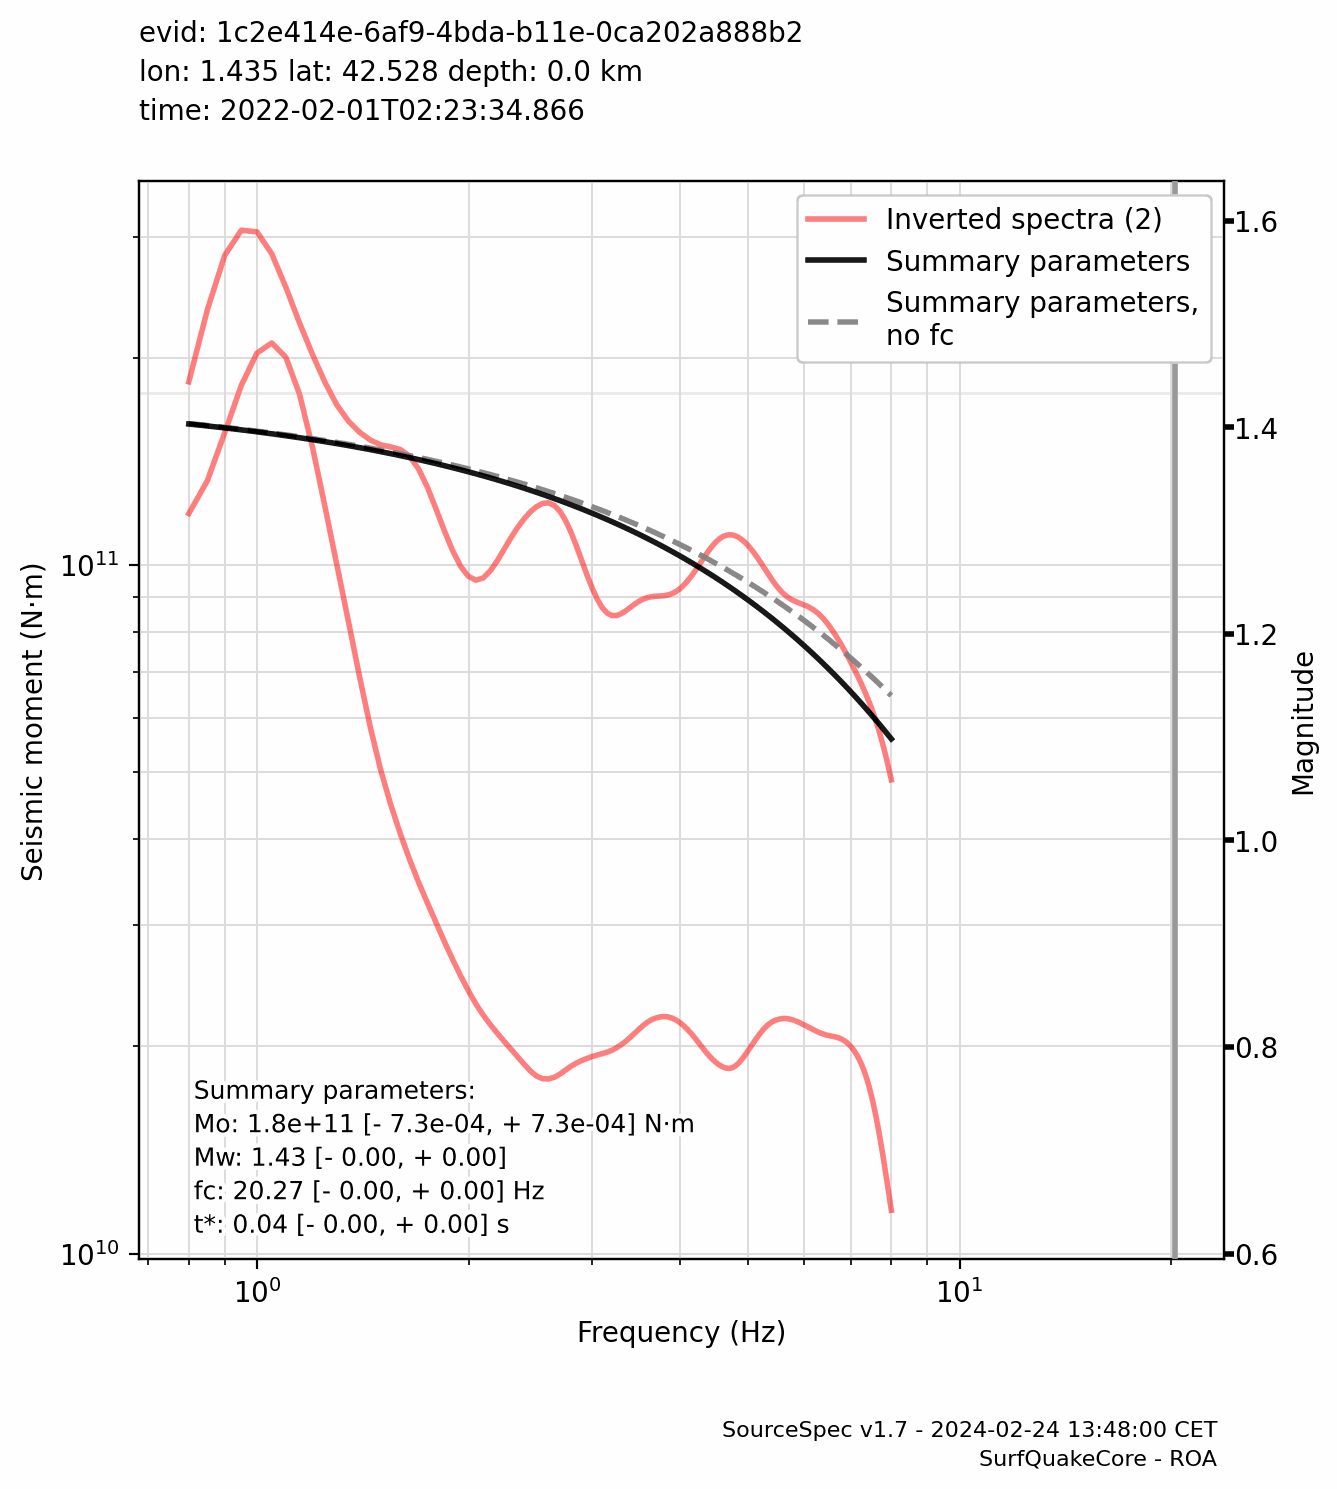 evid: 1c2e414e-6af9-4bda-b11e-0ca202a888b2
lon: 1.435 lat: 42.528 depth: 0.0 km
time: 2022-02-01T02:23:34.866
Inverted spectra (2)
Summary parameters
Summary parameters,
no fc
1.6
1.4
1.2
1.0
0.8
0.6
Magnitude
10¹¹
10¹⁰
Seismic moment (N·m)
Summary parameters:
Mo: 1.8e+11 [- 7.3e-04, + 7.3e-04] N·m
Mw: 1.43 [- 0.00, + 0.00]
fc: 20.27 [- 0.00, + 0.00] Hz
t*: 0.04 [- 0.00, + 0.00] s
10⁰
10¹
Frequency (Hz)
SourceSpec v1.7 - 2024-02-24 13:48:00 CET
SurfQuakeCore - ROA